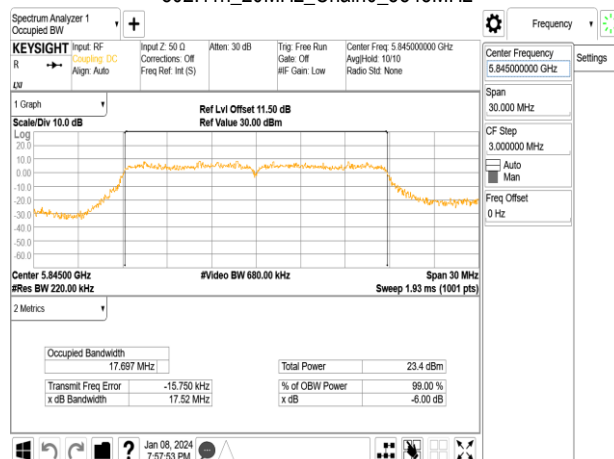 Spectrum Analyzer 1
Occupied BW
KEYSIGHT
R
Input: RF
Coupling: DC
Align: Auto
Input Z: 50 Ω
Corrections: Off
Freq Ref: Int (S)
Atten: 30 dB
Trig: Free Run
Gate: Off
#IF Gain: Low
Center Freq: 5.845000000 GHz
Avg|Hold: 10/10
Radio Std: None
Frequency
Settings
Center Frequency
5.845000000 GHz
Span
30.000 MHz
CF Step
3.000000 MHz
Auto
Man
Freq Offset
0 Hz
1 Graph
Scale/Div 10.0 dB
Ref Lvl Offset 11.50 dB
Ref Value 30.00 dBm
Log
20.0
10.0
0.00
-10.0
-20.0
-30.0
-40.0
-50.0
-60.0
Center 5.84500 GHz
#Res BW 220.00 kHz
#Video BW 680.00 kHz
Span 30 MHz
Sweep 1.93 ms (1001 pts)
2 Metrics
Occupied Bandwidth
17.697 MHz
Transmit Freq Error -15.750 kHz
x dB Bandwidth 17.52 MHz
Total Power 23.4 dBm
% of OBW Power 99.00 %
x dB -6.00 dB
?
Jan 08, 2024
7:57:53 PM